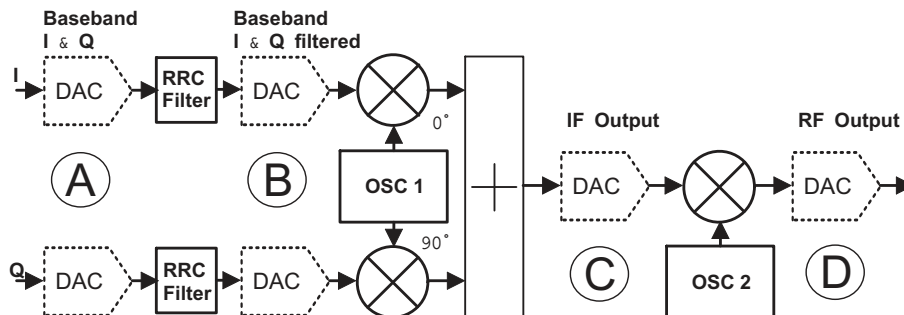 Baseband
I & Q
Baseband
I & Q filtered
I
DAC
RRC
Filter
DAC
0°
A
B
OSC 1
IF Output
RF Output
DAC
DAC
90°
Q
DAC
RRC
Filter
DAC
C
OSC 2
D